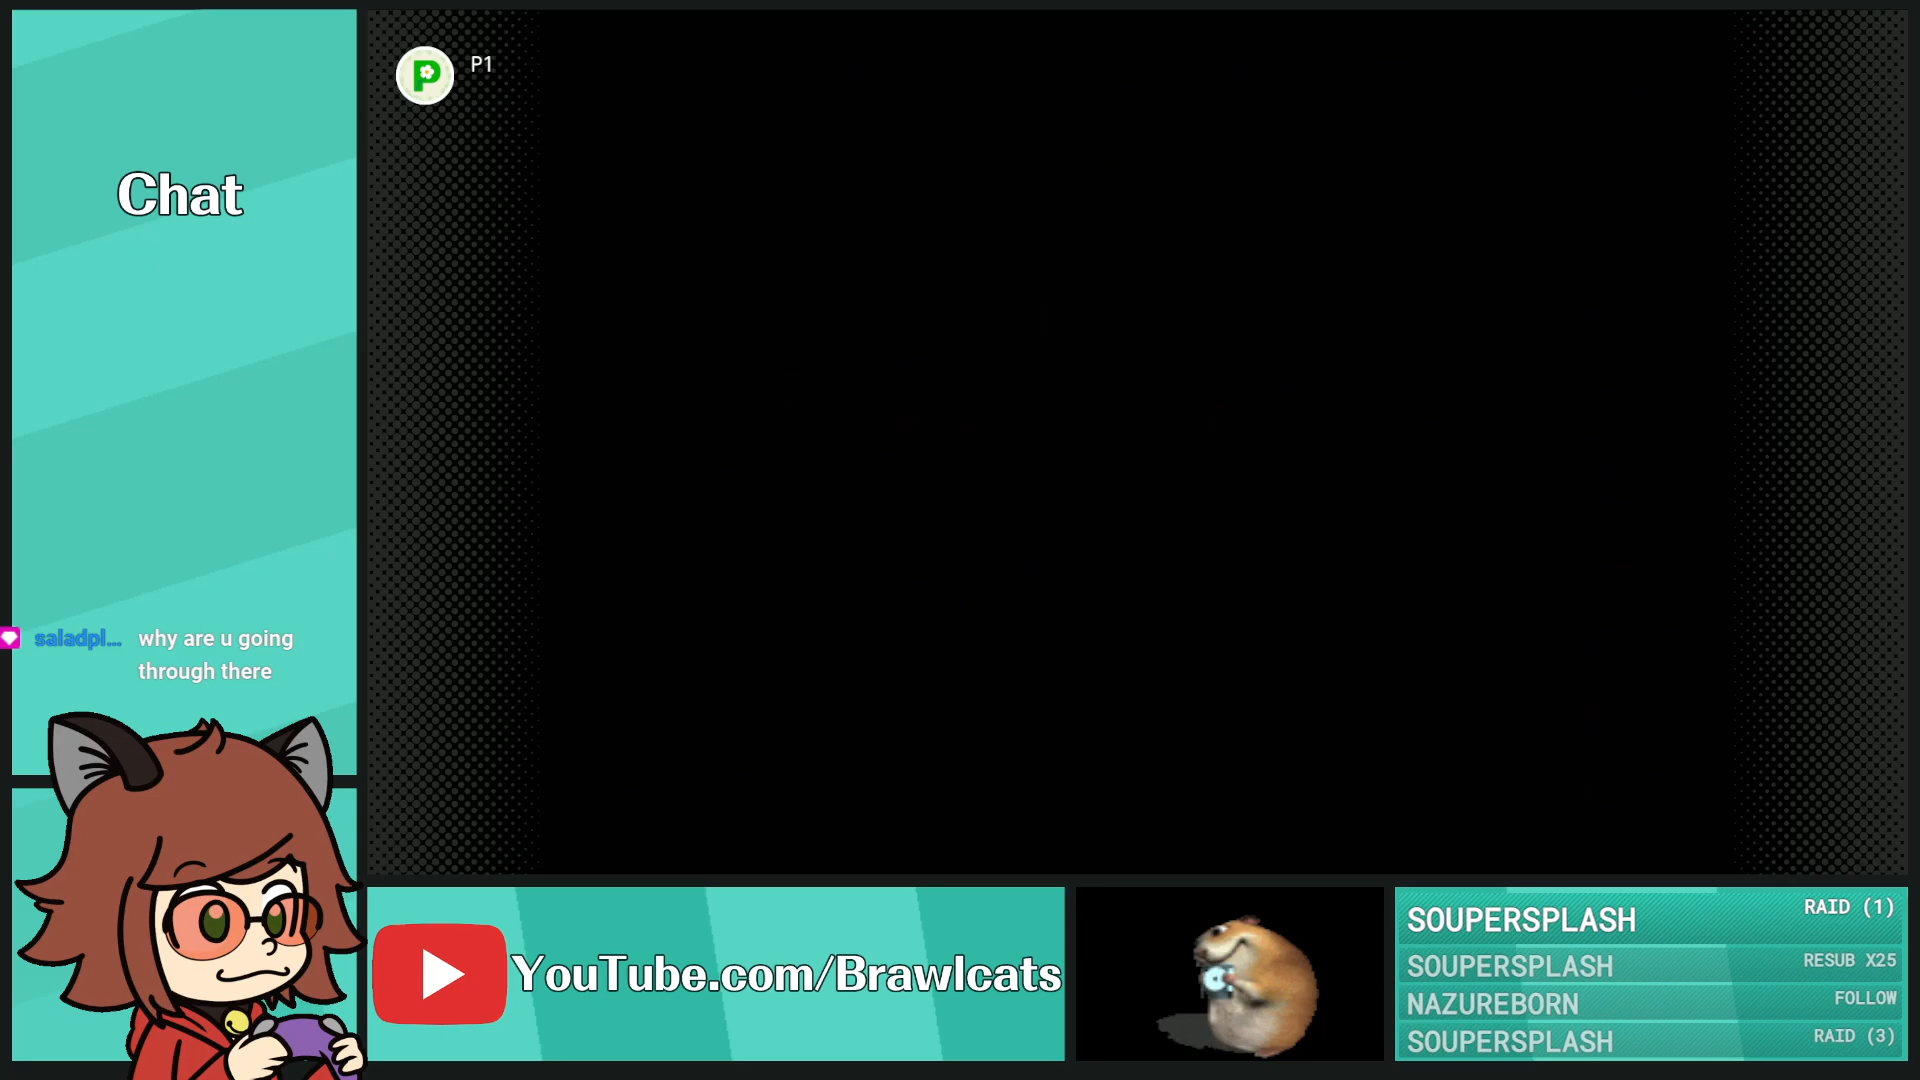 P P1
Chat
saladpl... why are u going
through there
YouTube.com/Brawlcats
SOUPERSPLASH RAID (1)
SOUPERSPLASH RESUB X25
NAZUREBORN FOLLOW
SOUPERSPLASH RAID (3)